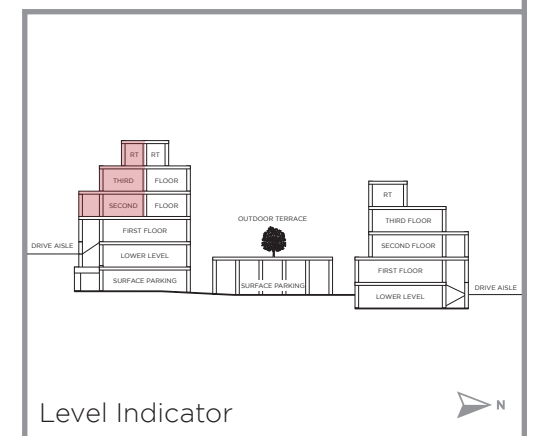 RT RT
THIRD FLOOR
SECOND FLOOR
FIRST FLOOR
DRIVE AISLE
LOWER LEVEL
SURFACE PARKING
OUTDOOR TERRACE
SURFACE PARKING
RT
THIRD FLOOR
SECOND FLOOR
FIRST FLOOR
LOWER LEVEL
DRIVE AISLE
Level Indicator
N